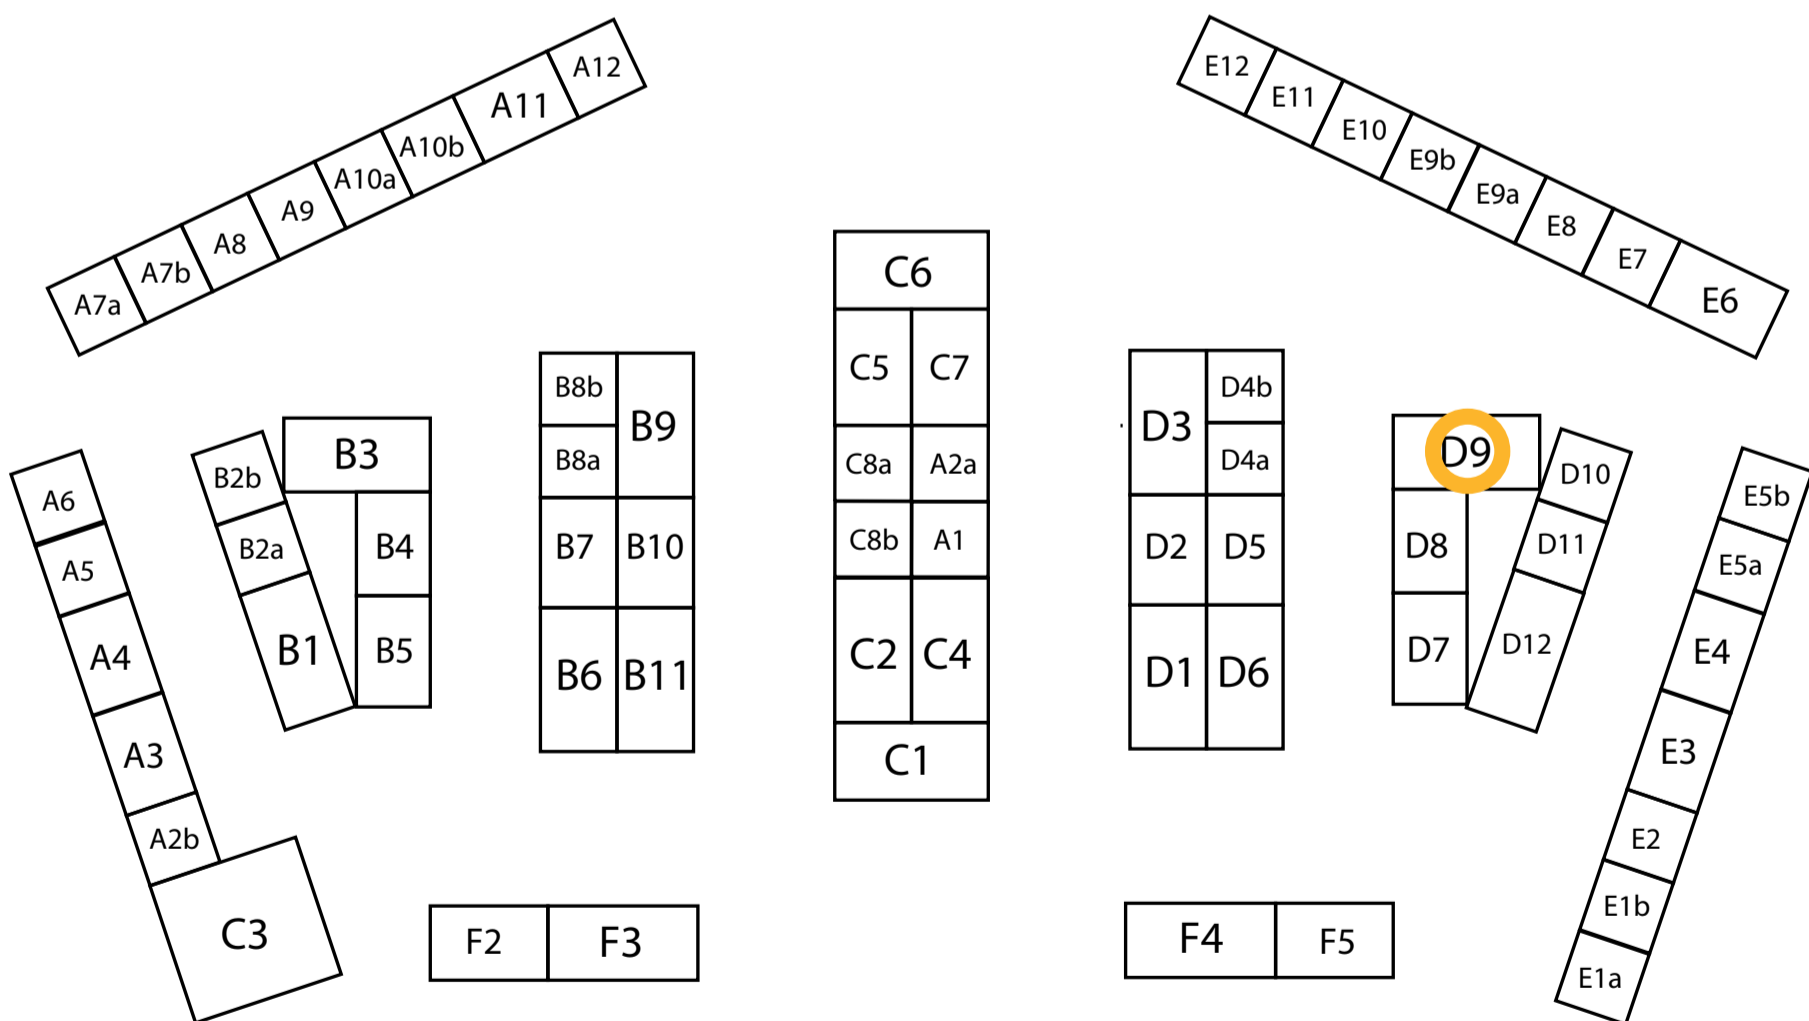 A12
A11
A10b
A10a
A9
A8
A7b
A7a
E12
E11
E10
E9b
E9a
E8
E7
E6
A6
A5
A4
A3
A2b
C3
B2b
B2a
B1
B3
B4
B5
B8b
B9
B8a
B7 B10
B6 B11
C6
C5 C7
C8a A2a
C8b A1
C2 C4
C1
D3 D4b
D4a
D2 D5
D1 D6
D9
D8
D7
D10
D11
D12
E5b
E5a
E4
E3
E2
E1b
E1a
F2 F3
F4 F5